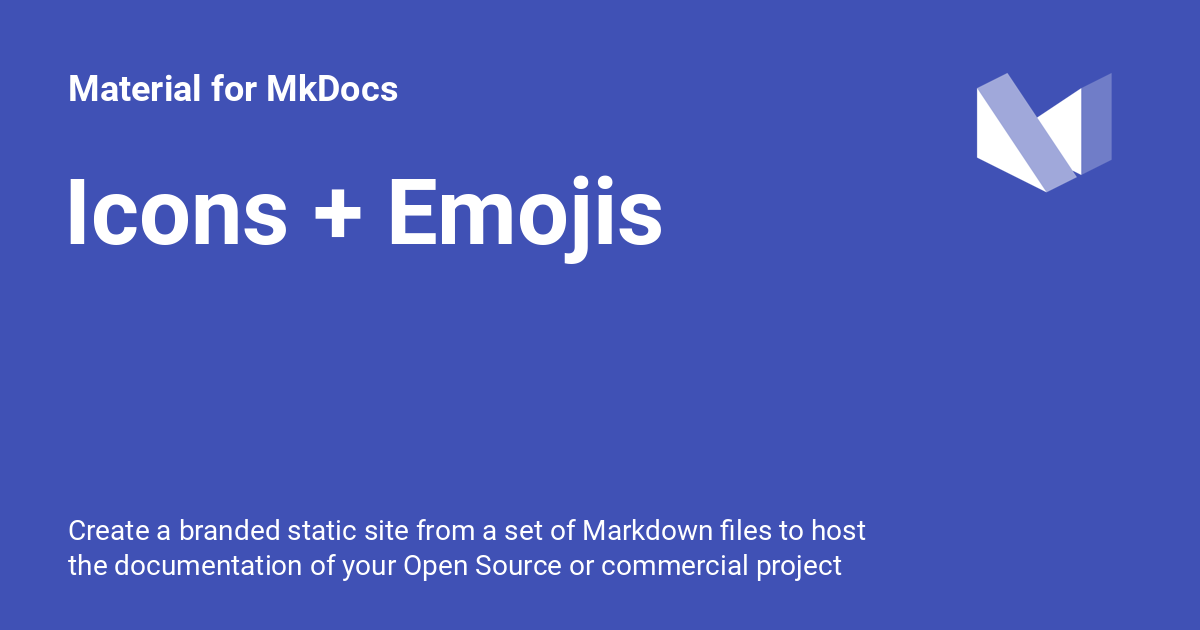 Material for MkDocs
Icons + Emojis
Create a branded static site from a set of Markdown files to host
the documentation of your Open Source or commercial project